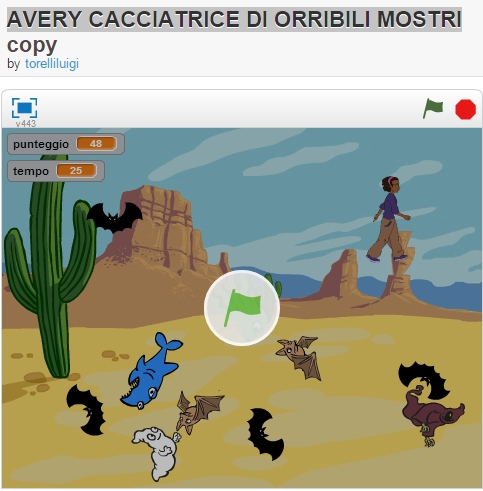 AVERY CACCIATRICE DI ORRIBILI MOSTRI
copy
by torelliluigi
v443
punteggio 48
tempo 25